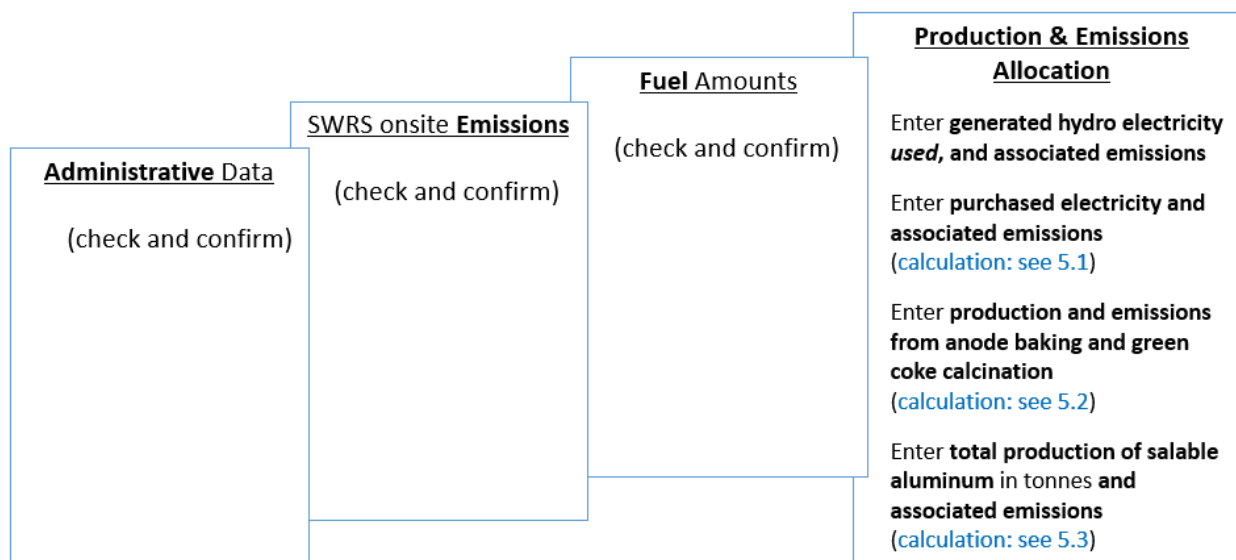 Administrative Data
(check and confirm)
SWRS onsite Emissions
(check and confirm)
Fuel Amounts
(check and confirm)
Production & Emissions
Allocation
Enter generated hydro electricity
used, and associated emissions
Enter purchased electricity and
associated emissions
(calculation: see 5.1)
Enter production and emissions
from anode baking and green
coke calcination
(calculation: see 5.2)
Enter total production of salable
aluminum in tonnes and
associated emissions
(calculation: see 5.3)